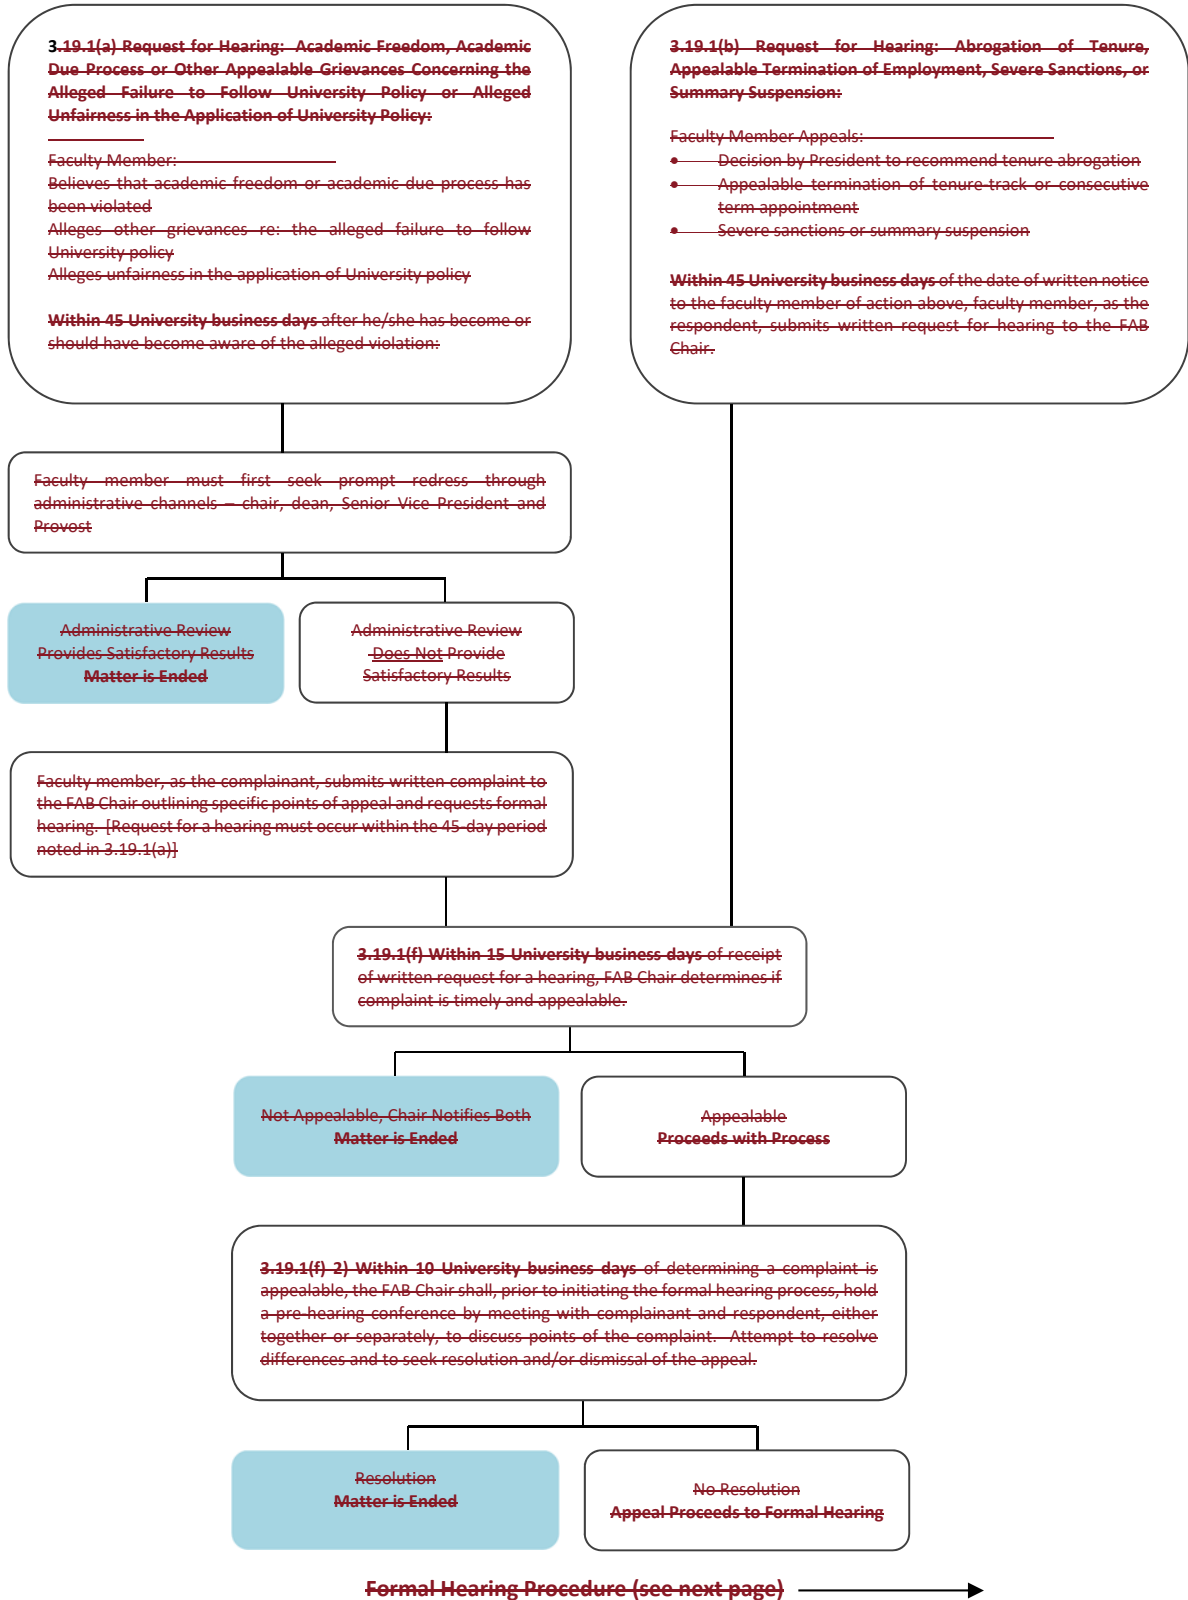 3.19.1(a) Request for Hearing: Academic Freedom, Academic
Due Process or Other Appealable Grievances Concerning the
Alleged Failure to Follow University Policy or Alleged
Unfairness in the Application of University Policy:
Faculty Member:
Believes that academic freedom or academic due process has
been violated
Alleges other grievances re: the alleged failure to follow
University policy
Alleges unfairness in the application of University policy
Within 45 University business days after he/she has become or
should have become aware of the alleged violation:
3.19.1(b) Request for Hearing: Abrogation of Tenure,
Appealable Termination of Employment, Severe Sanctions, or
Summary Suspension:
Faculty Member Appeals:
• Decision by President to recommend tenure abrogation
• Appealable termination of tenure-track or consecutive
term appointment
• Severe sanctions or summary suspension
Within 45 University business days of the date of written notice
to the faculty member of action above, faculty member, as the
respondent, submits written request for hearing to the FAB
Chair.
Faculty member must first seek prompt redress through
administrative channels – chair, dean, Senior Vice President and
Provost
Administrative Review
Provides Satisfactory Results
Matter is Ended
Administrative Review
Does Not Provide
Satisfactory Results
Faculty member, as the complainant, submits written complaint to
the FAB Chair outlining specific points of appeal and requests formal
hearing. [Request for a hearing must occur within the 45-day period
noted in 3.19.1(a)]
3.19.1(f) Within 15 University business days of receipt
of written request for a hearing, FAB Chair determines if
complaint is timely and appealable.
Not Appealable, Chair Notifies Both
Matter is Ended
Appealable
Proceeds with Process
3.19.1(f) 2) Within 10 University business days of determining a complaint is
appealable, the FAB Chair shall, prior to initiating the formal hearing process, hold
a pre-hearing conference by meeting with complainant and respondent, either
together or separately, to discuss points of the complaint. Attempt to resolve
differences and to seek resolution and/or dismissal of the appeal.
Resolution
Matter is Ended
No Resolution
Appeal Proceeds to Formal Hearing
Formal Hearing Procedure (see next page)